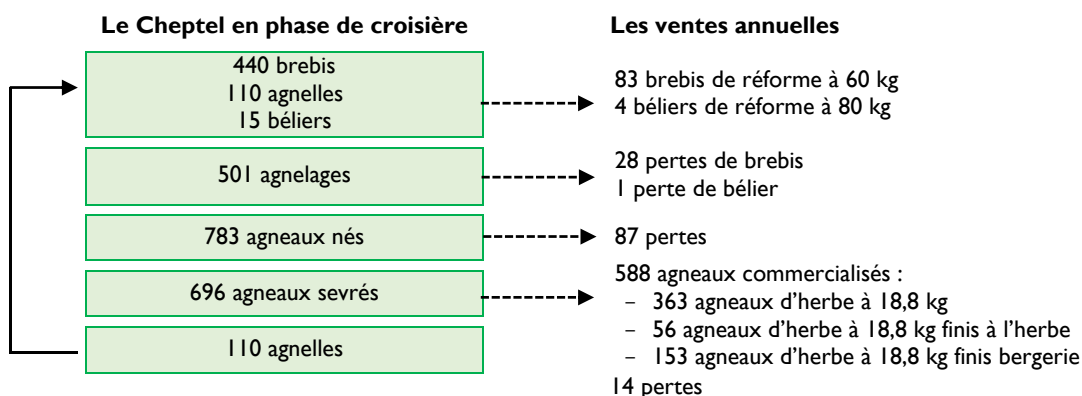 Le Cheptel en phase de croisière
Les ventes annuelles
440 brebis
110 agnelles
15 béliers
83 brebis de réforme à 60 kg
4 béliers de réforme à 80 kg
501 agnelages
28 pertes de brebis
1 perte de bélier
783 agneaux nés
87 pertes
696 agneaux sevrés
588 agneaux commercialisés :
– 363 agneaux d'herbe à 18,8 kg
– 56 agneaux d'herbe à 18,8 kg finis à l'herbe
– 153 agneaux d'herbe à 18,8 kg finis bergerie
14 pertes
110 agnelles